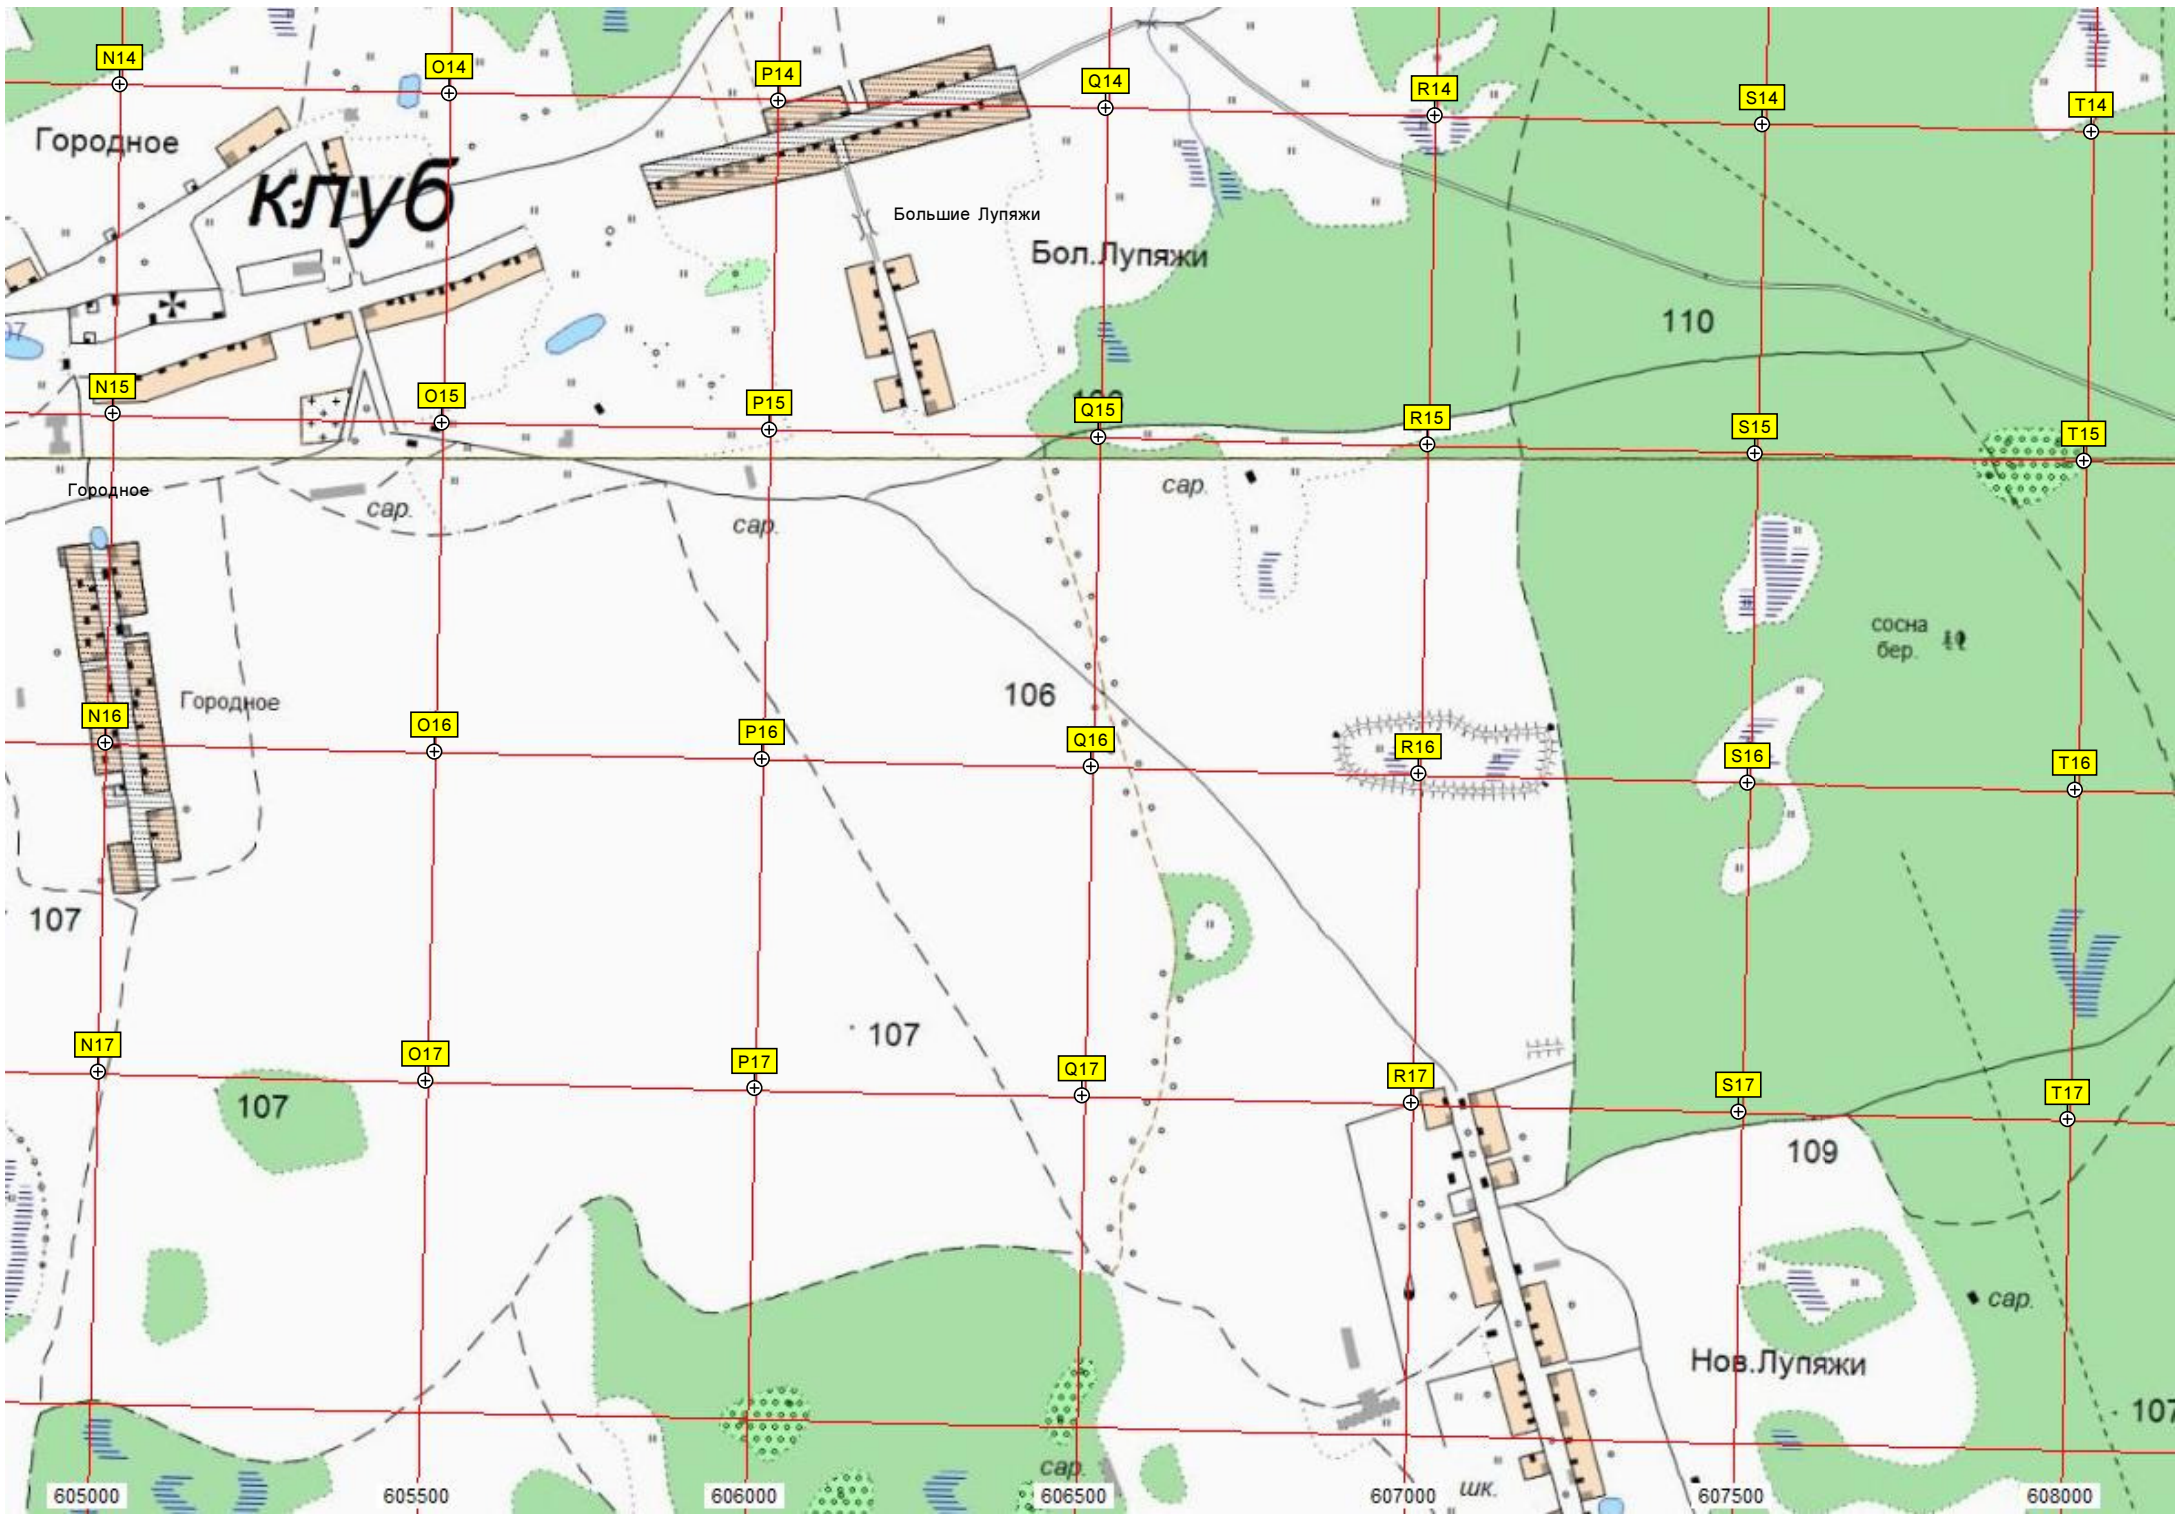 N14
O14
P14
Q14
R14
S14
T14
Городное
клуб
Большие Лупяжи
Бол.Лупяжи
110
N15
O15
P15
Q15
R15
S15
T15
Городное
сар.
сар.
сар.
сосна
бер.
106
Городное
N16
O16
P16
Q16
R16
S16
T16
107
107
N17
O17
P17
Q17
R17
S17
T17
107
109
сар.
Нов.Лупяжи
107
сар.
шк.
605000
605500
606000
606500
607000
607500
608000